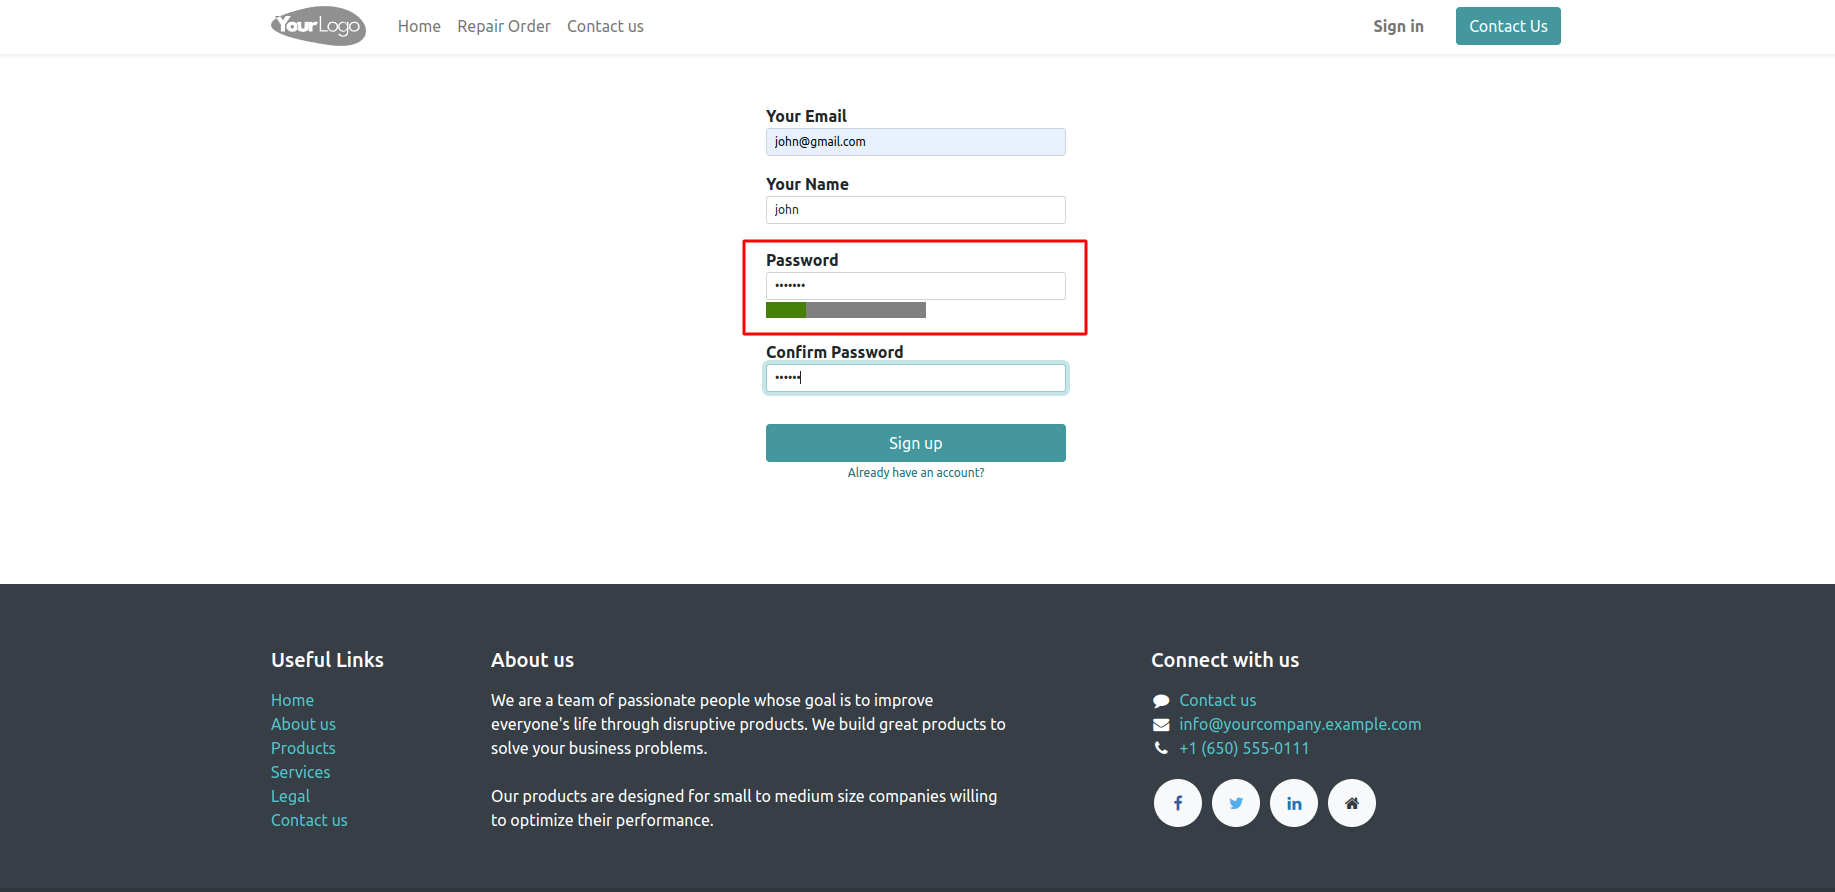 YourLogo
Home Repair Order Contact us Sign in Contact Us
Your Email
john@gmail.com
Your Name
john
Password
•••••••
Confirm Password
••••••
Sign up
Already have an account?
Useful Links
Home
About us
Products
Services
Legal
Contact us
About us
We are a team of passionate people whose goal is to improve
everyone's life through disruptive products. We build great products to
solve your business problems.
Our products are designed for small to medium size companies willing
to optimize their performance.
Connect with us
Contact us
info@yourcompany.example.com
+1 (650) 555-0111